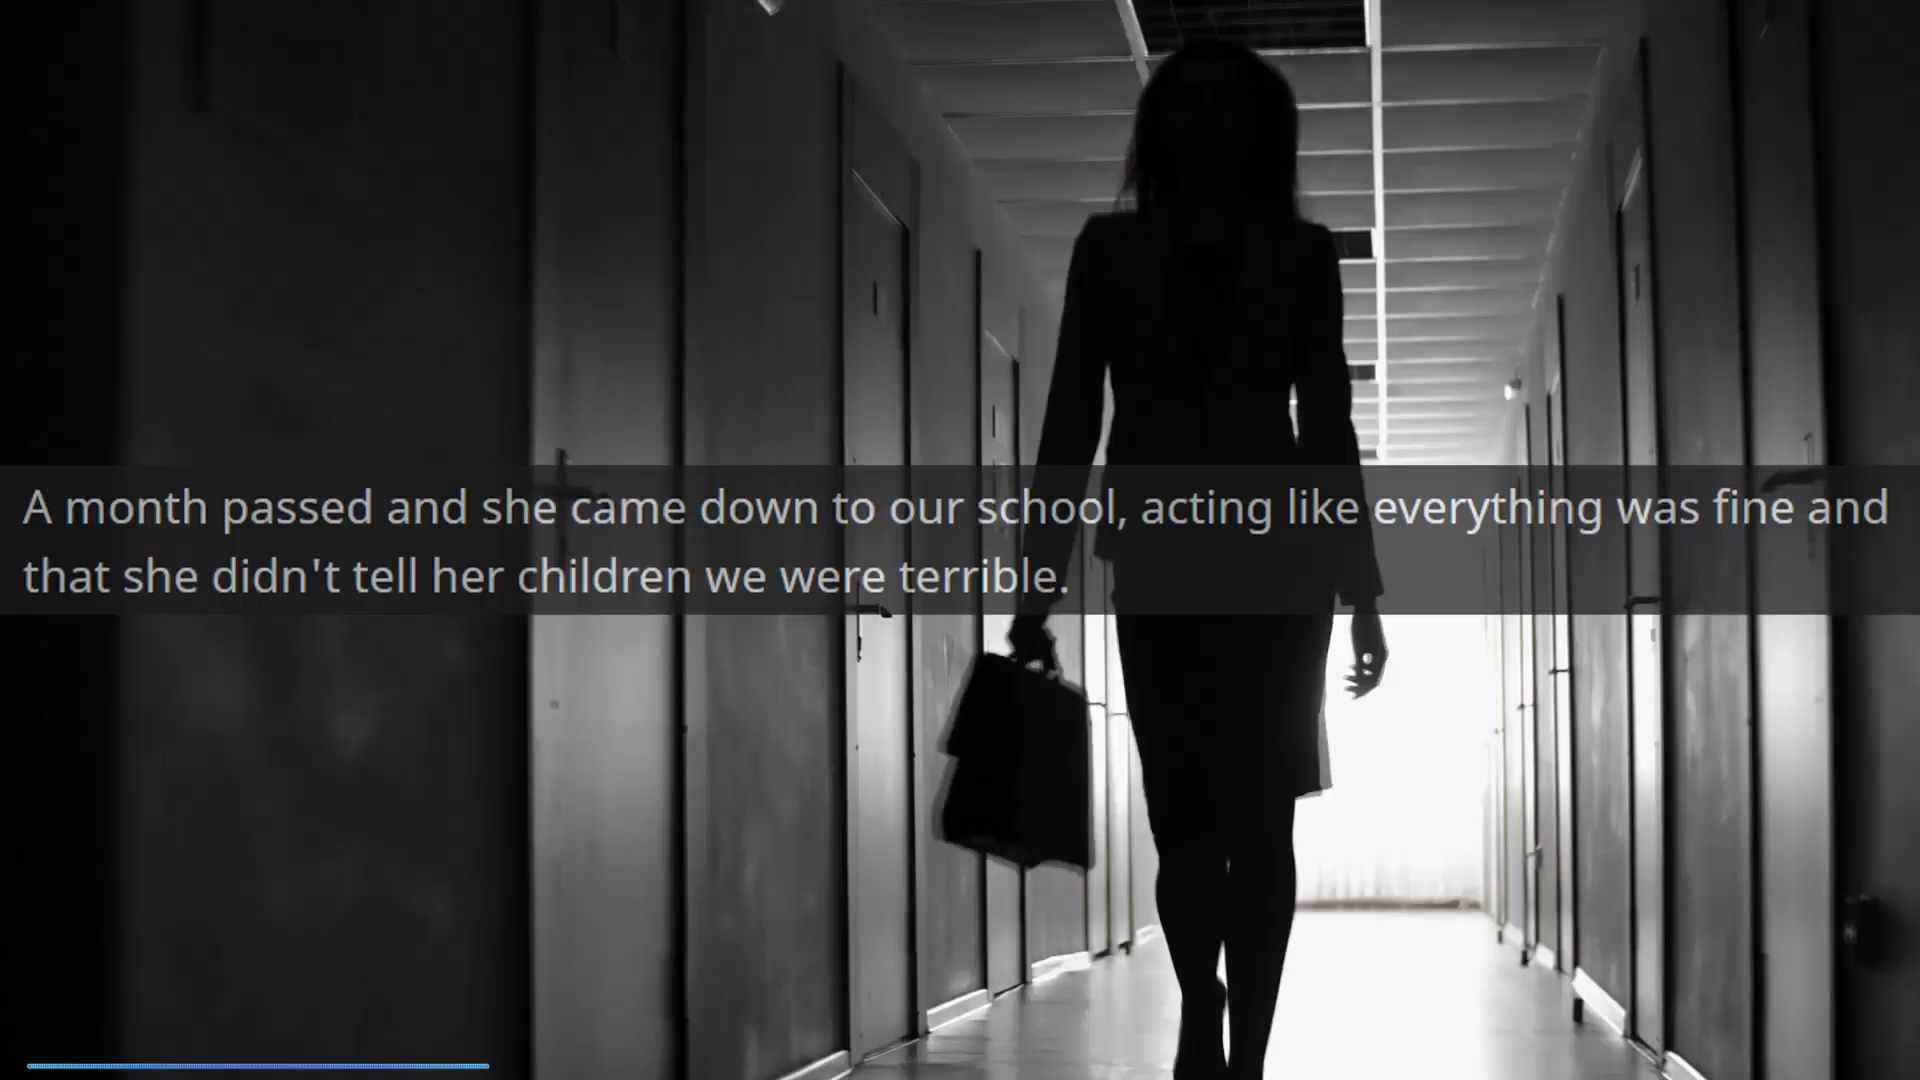 A month passed and she came down to our school, acting like everything was fine and
that she didn't tell her children we were terrible.